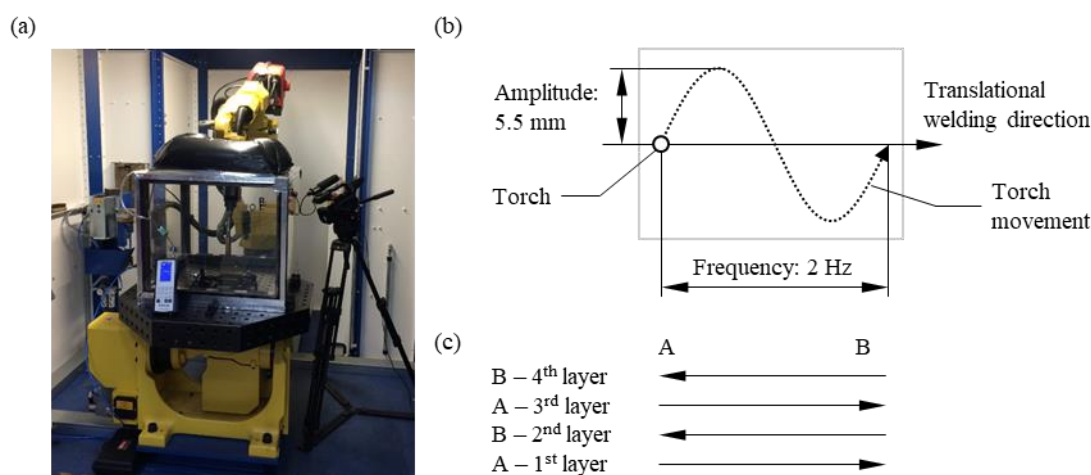 (a)
(b)
Amplitude:
5.5 mm
Translational
welding direction
Torch
Torch
movement
Frequency: 2 Hz
(c)
A B
B – 4th layer
A – 3rd layer
B – 2nd layer
A – 1st layer